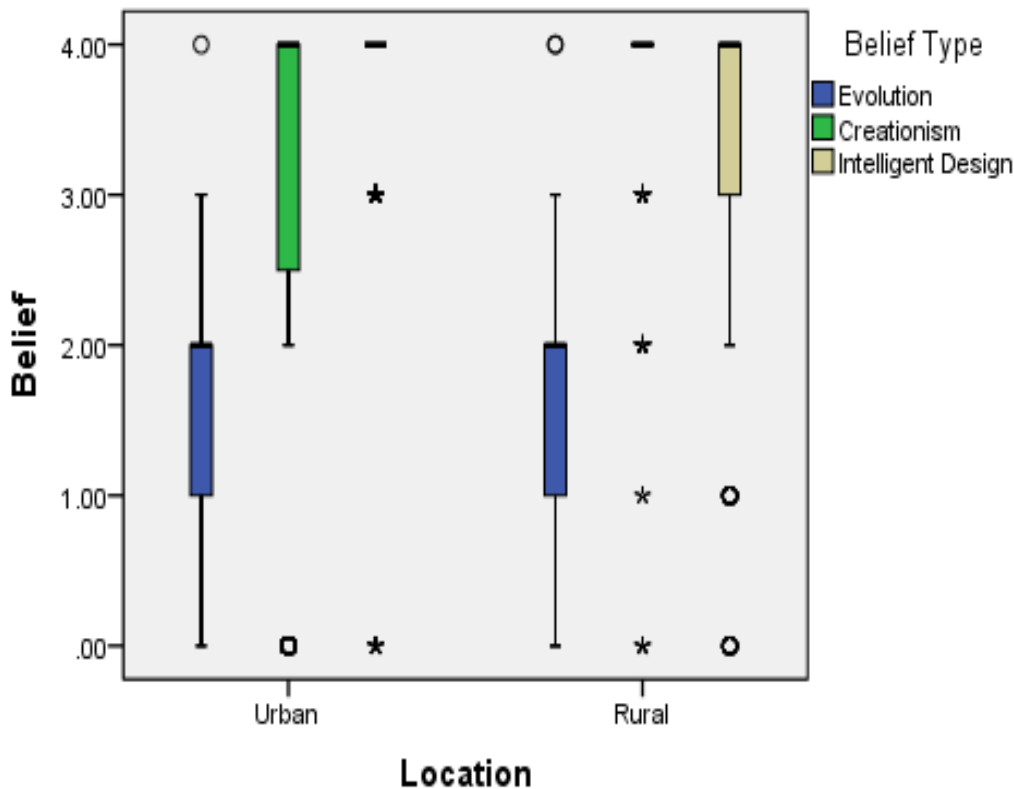 Belief Type
Evolution
Creationism
Intelligent Design
4.00
3.00
2.00
1.00
.00
Belief
Urban
Rural
Location